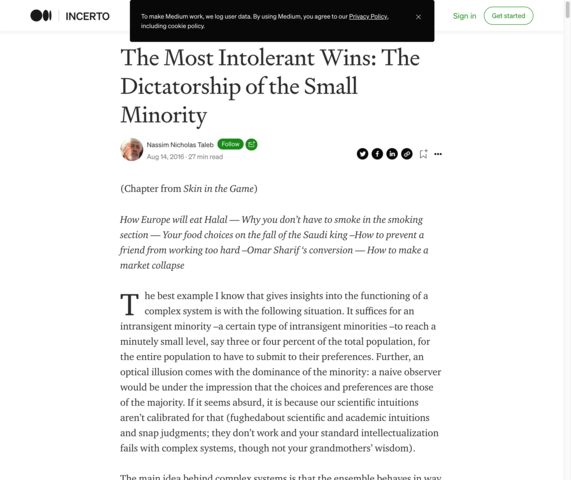 To make Medium work, we log user data. By using Medium, you agree to our Privacy Policy,
including cookie policy.
INCERTO
Sign in
Get started
The Most Intolerant Wins: The
Dictatorship of the Small
Minority
Nassim Nicholas Taleb
Follow
Aug 14, 2016 · 27 min read
(Chapter from Skin in the Game)
How Europe will eat Halal — Why you don’t have to smoke in the smoking
section — Your food choices on the fall of the Saudi king –How to prevent a
friend from working too hard –Omar Sharif ‘s conversion — How to make a
market collapse
The best example I know that gives insights into the functioning of a
complex system is with the following situation. It suffices for an
intransigent minority –a certain type of intransigent minorities –to reach a
minutely small level, say three or four percent of the total population, for
the entire population to have to submit to their preferences. Further, an
optical illusion comes with the dominance of the minority: a naive observer
would be under the impression that the choices and preferences are those
of the majority. If it seems absurd, it is because our scientific intuitions
aren’t calibrated for that (fughedabout scientific and academic intuitions
and snap judgments; they don’t work and your standard intellectualization
fails with complex systems, though not your grandmothers’ wisdom).
The main idea behind complex systems is that the ensemble behaves in way